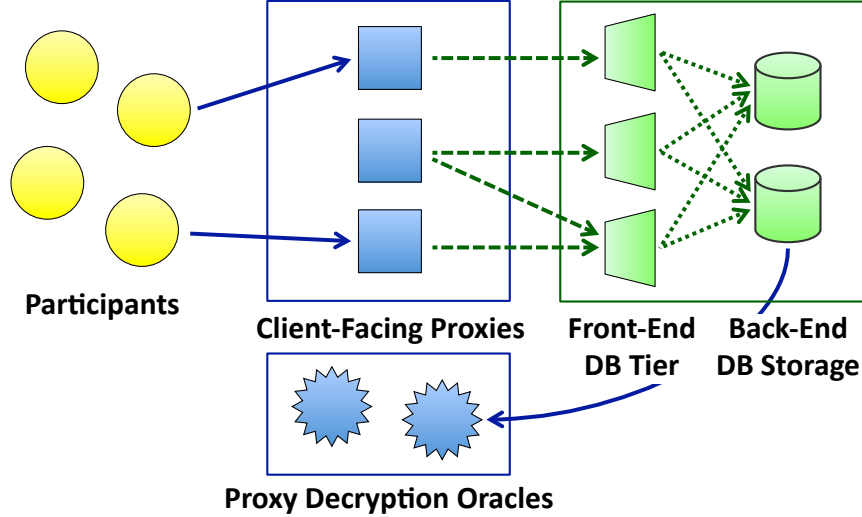 Participants
Client-Facing Proxies
Front-End
DB Tier
Back-End
DB Storage
Proxy Decryption Oracles